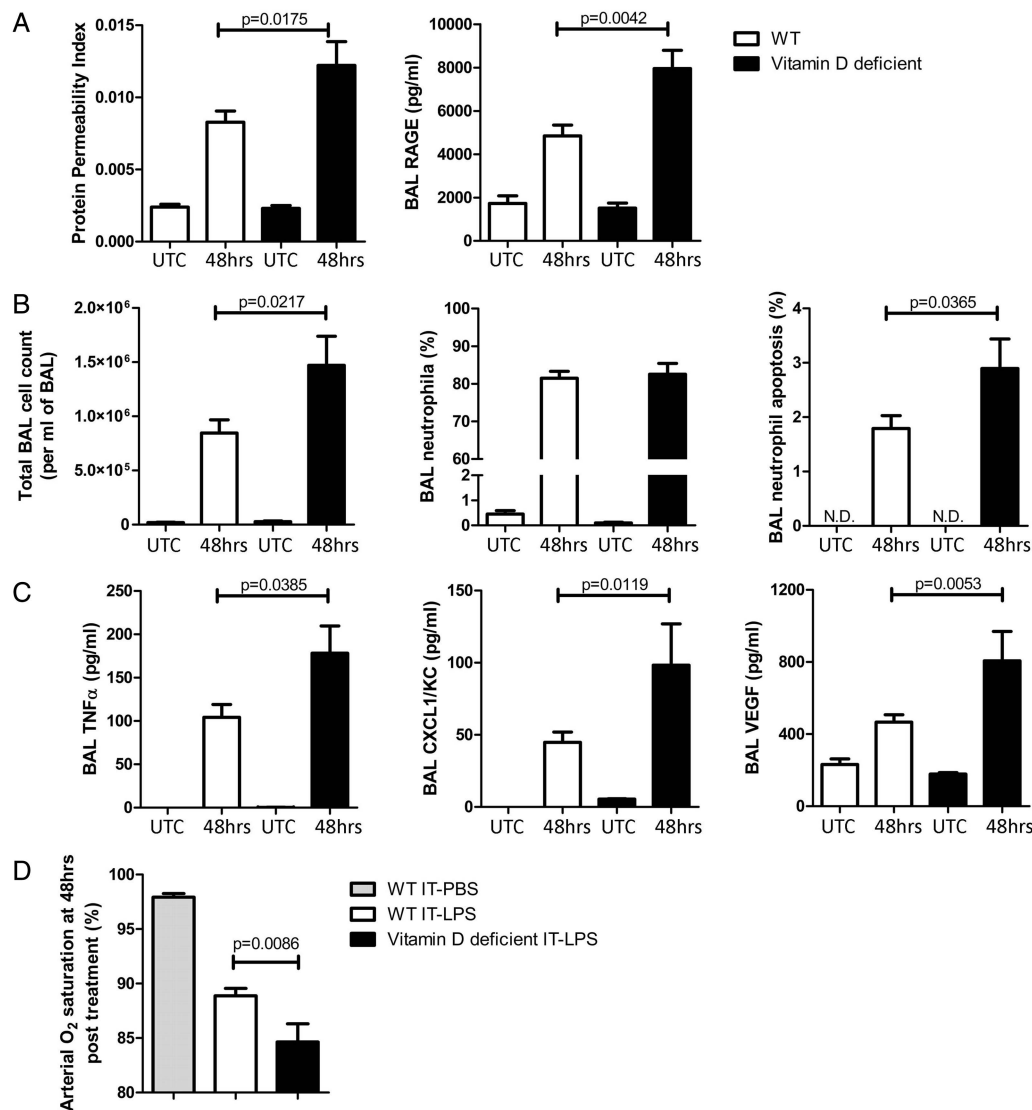 A
Protein Permeability Index
0.015
0.010
0.005
0.000
p=0.0175
UTC 48hrs UTC 48hrs
BAL RAGE (pg/ml)
10000
8000
6000
4000
2000
0
p=0.0042
UTC 48hrs UTC 48hrs
WT
Vitamin D deficient
B
Total BAL cell count
(per ml of BAL)
2.0×10⁶
1.5×10⁶
1.0×10⁶
5.0×10⁵
0
p=0.0217
UTC 48hrs UTC 48hrs
BAL neutrophila (%)
100
90
80
70
60
2
1
0
UTC 48hrs UTC 48hrs
BAL neutrophil apoptosis (%)
4
3
2
1
0
p=0.0365
N.D. N.D.
UTC 48hrs UTC 48hrs
C
BAL TNFα (pg/ml)
250
200
150
100
50
0
p=0.0385
UTC 48hrs UTC 48hrs
BAL CXCL1/KC (pg/ml)
150
100
50
0
p=0.0119
UTC 48hrs UTC 48hrs
BAL VEGF (pg/ml)
1200
800
400
0
p=0.0053
UTC 48hrs UTC 48hrs
D
Arterial O₂ saturation at 48hrs
post treatment (%)
100
95
90
85
80
p=0.0086
WT IT-PBS
WT IT-LPS
Vitamin D deficient IT-LPS